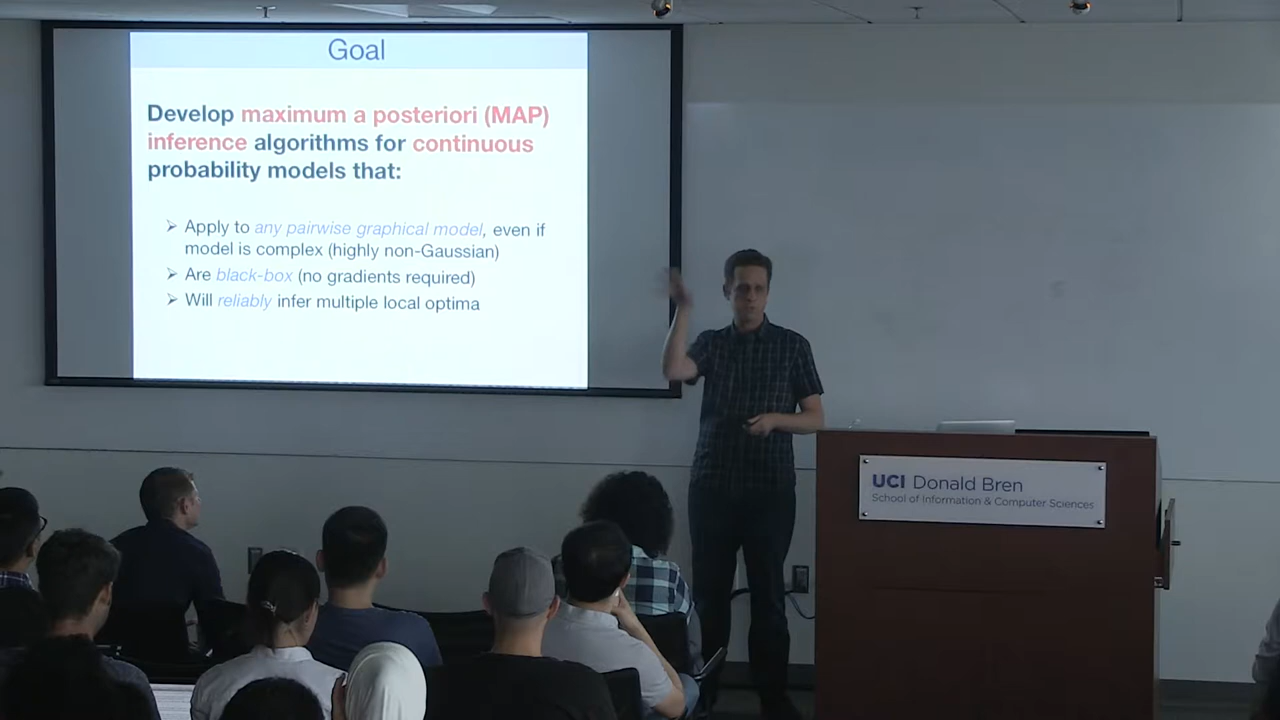 Goal
Develop maximum a posteriori (MAP)
inference algorithms for continuous
probability models that:
➤ Apply to any pairwise graphical model, even if
model is complex (highly non-Gaussian)
➤ Are black-box (no gradients required)
➤ Will reliably infer multiple local optima
UCI Donald Bren
School of Information & Computer Sciences